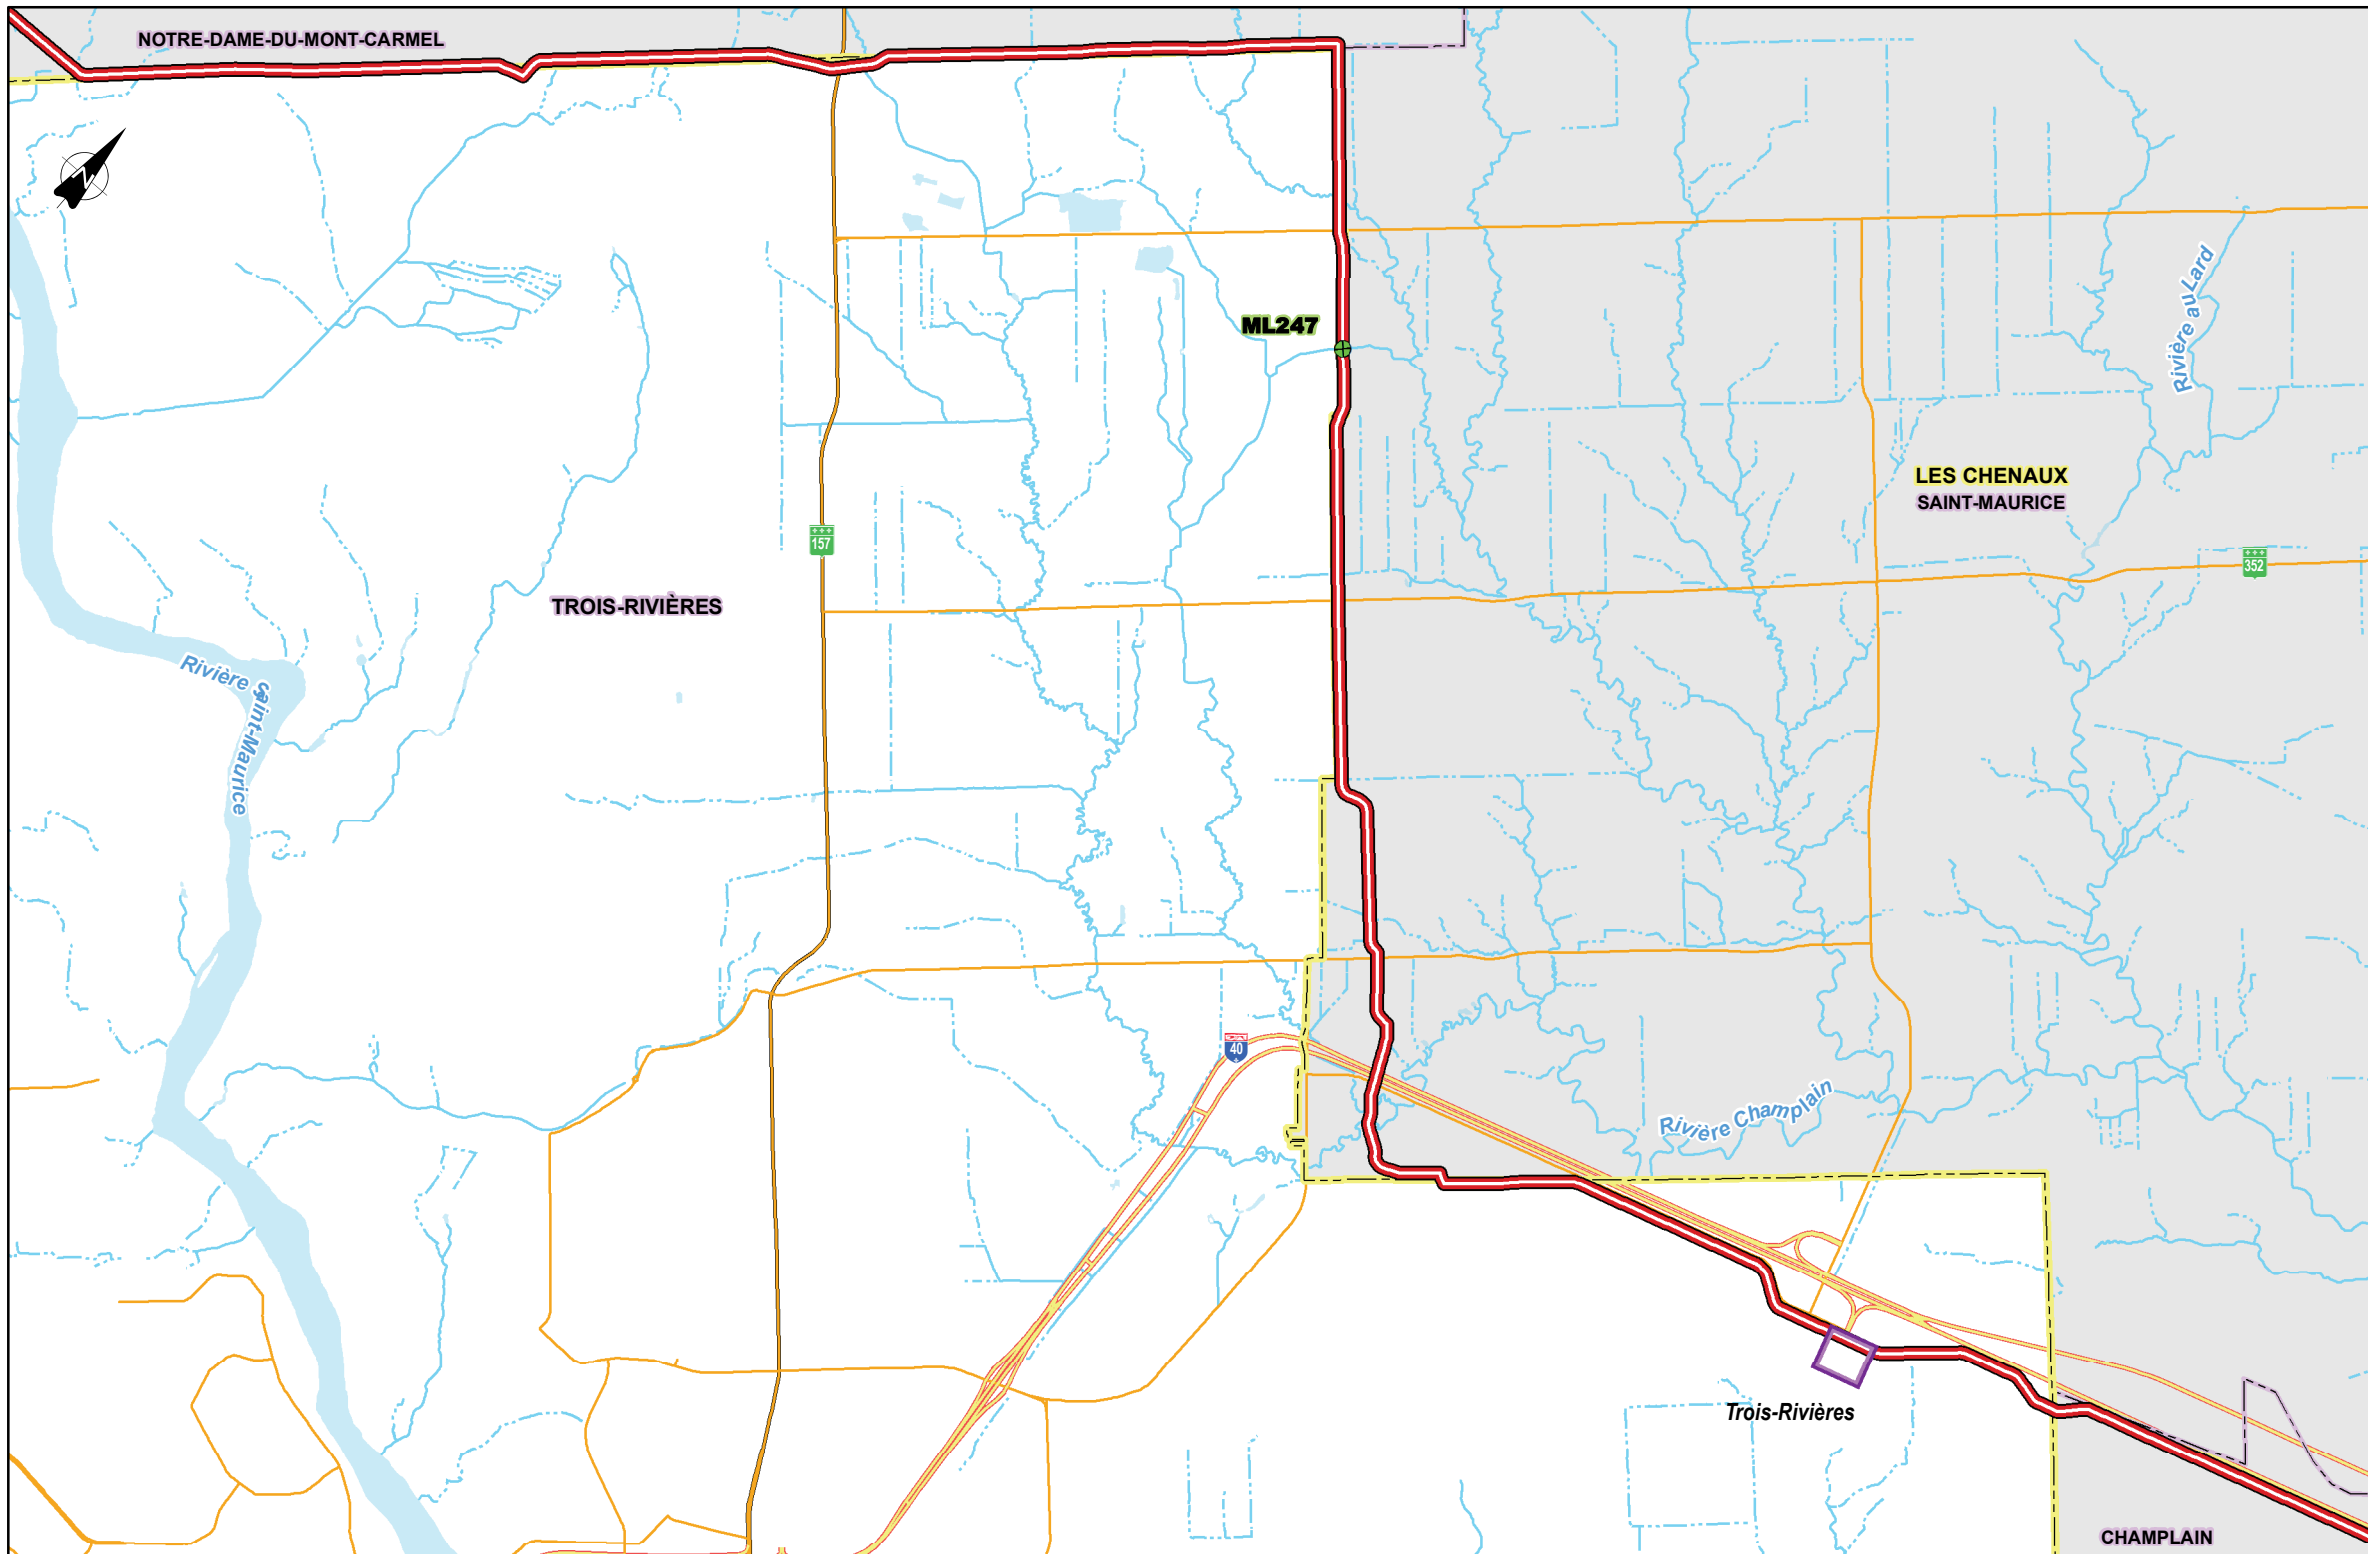 NOTRE-DAME-DU-MONT-CARMEL
N
Rivière au Lard
ML247
LES CHENAUX
SAINT-MAURICE
157
352
TROIS-RIVIÈRES
Rivière Saint-Maurice
40
Rivière Champlain
Trois-Rivières
CHAMPLAIN